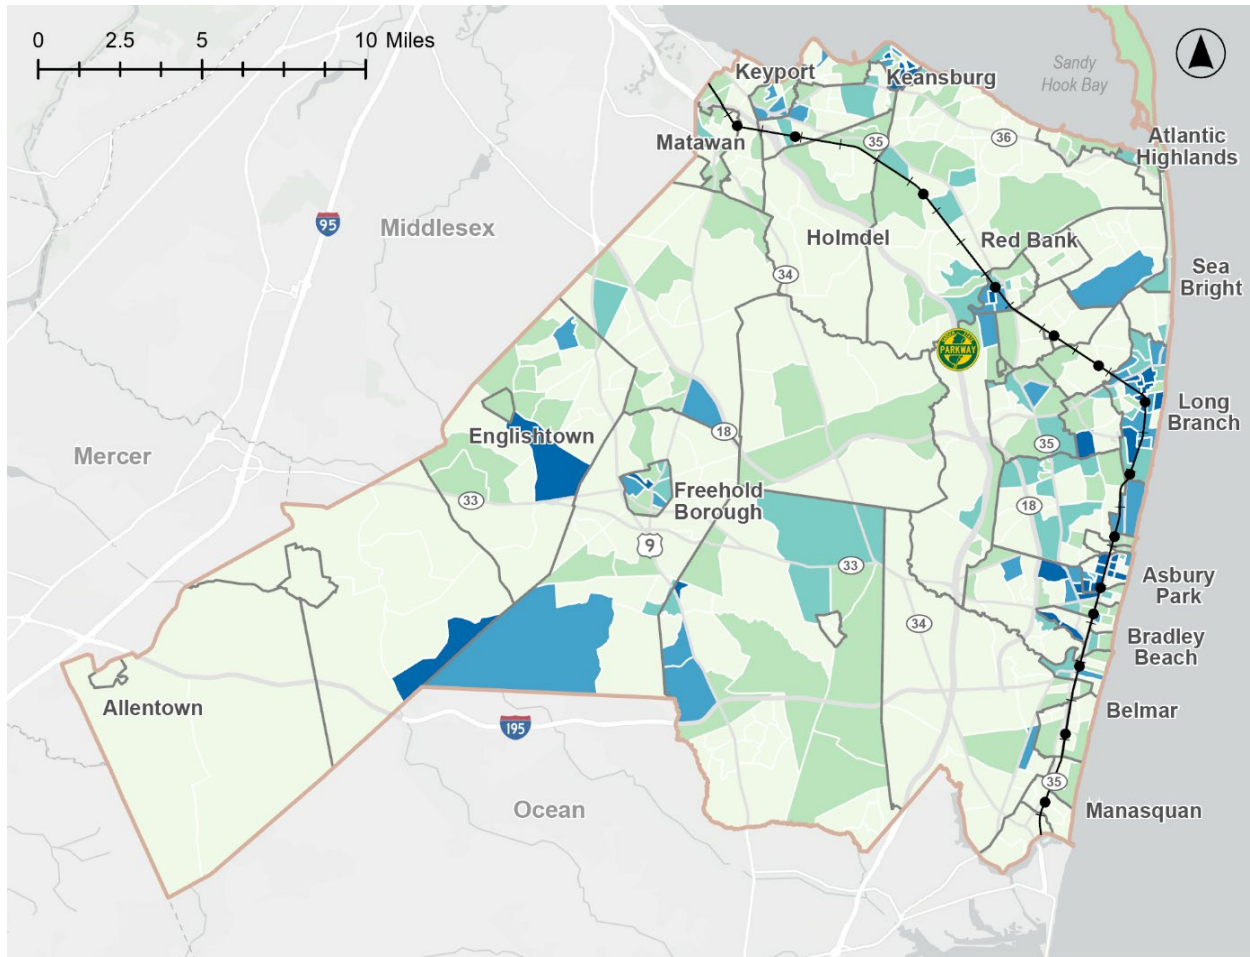 0 2.5 5 10 Miles
Sandy
Hook Bay
Keyport
Keansburg
36
35
Matawan
Atlantic
Highlands
95
Middlesex
Holmdel
Red Bank
34
Sea
Bright
PARKWAY
Long
Branch
18
Englishtown
35
Mercer
33
Freehold
Borough
18
9
33
Asbury
Park
34
Bradley
Beach
Allentown
Belmar
195
35
Ocean
Manasquan